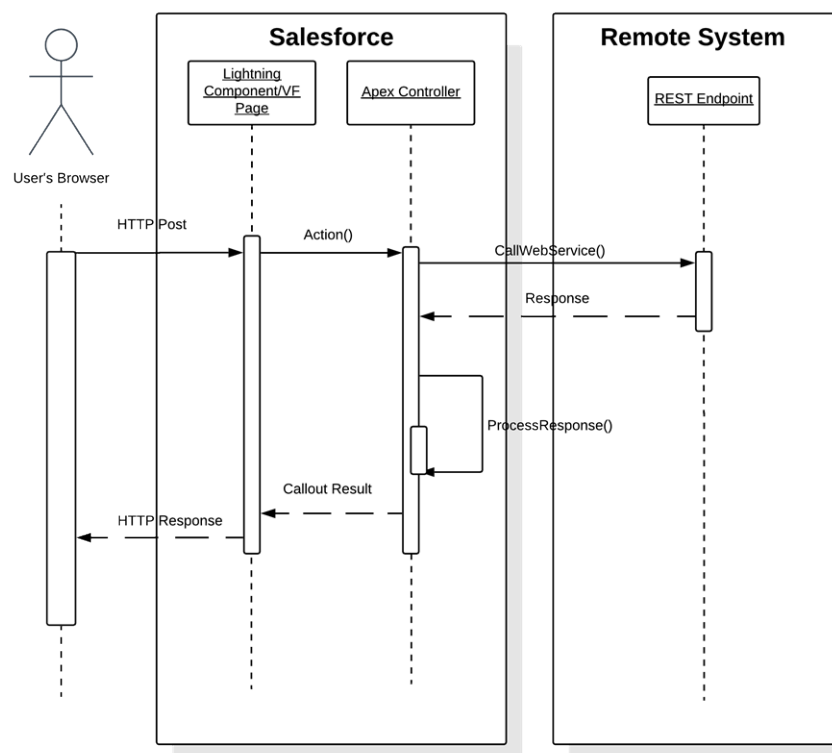 Salesforce
Remote System
Lightning
Component/VF
Page
Apex Controller
REST Endpoint
User's Browser
HTTP Post
Action()
CallWebService()
Response
ProcessResponse()
Callout Result
HTTP Response